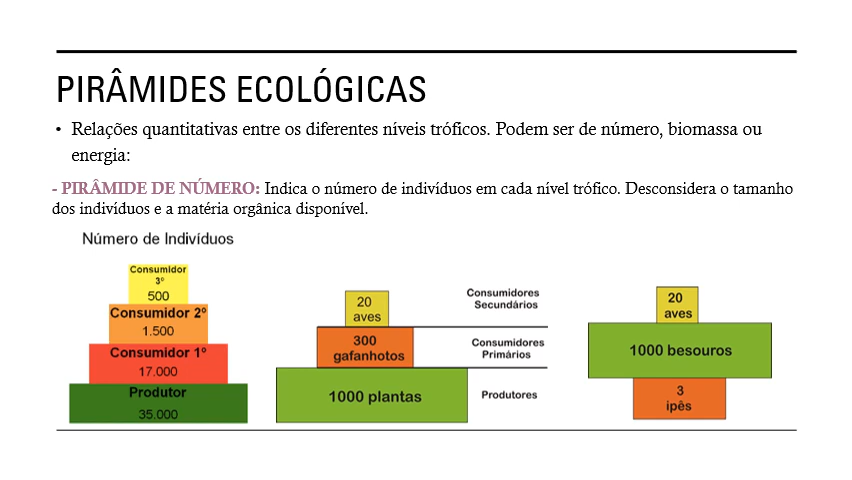 PIRÂMIDES ECOLÓGICAS
• Relações quantitativas entre os diferentes níveis tróficos. Podem ser de número, biomassa ou
energia:
- PIRÂMIDE DE NÚMERO: Indica o número de indivíduos em cada nível trófico. Desconsidera o tamanho
dos indivíduos e a matéria orgânica disponível.
Número de Indivíduos
Consumidor
3º
500
Consumidor 2º
1.500
Consumidor 1º
17.000
Produtor
35.000
20
aves
300
gafanhotos
1000 plantas
Consumidores
Secundários
Consumidores
Primários
Produtores
20
aves
1000 besouros
3
ipês